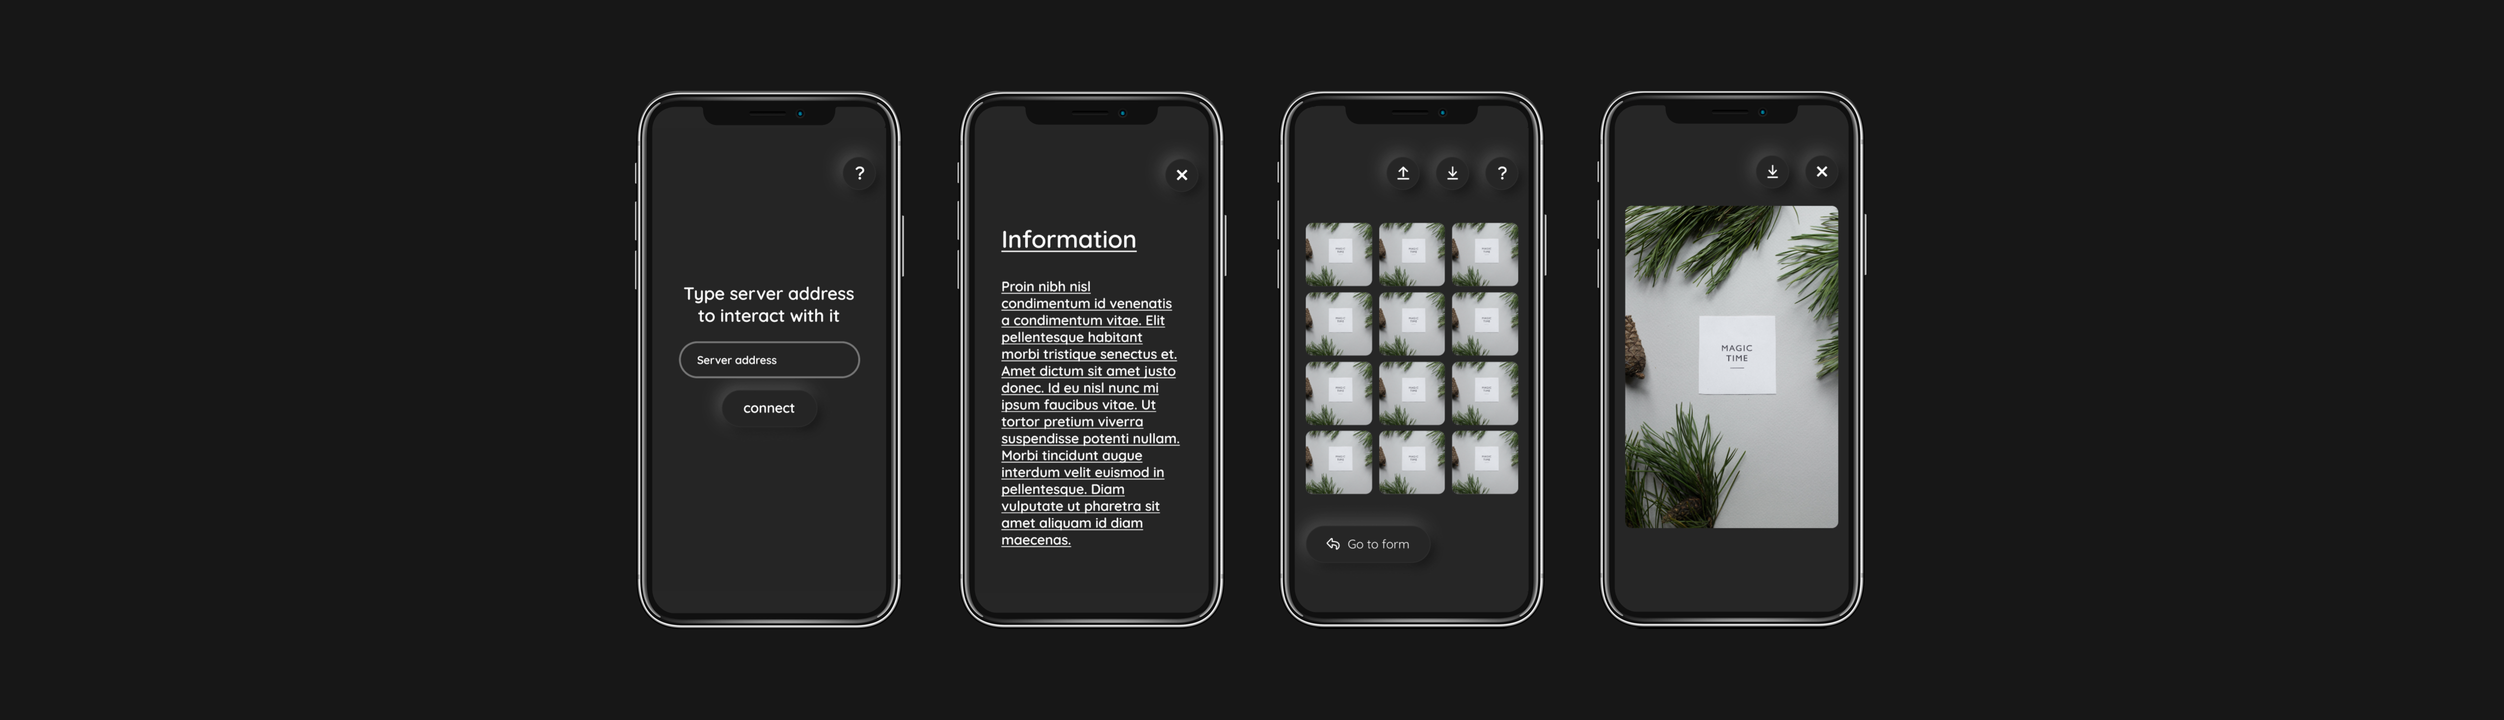 ?
Type server address
to interact with it
Server address
connect
Information
Proin nibh nisl
condimentum id venenatis
a condimentum vitae. Elit
pellentesque habitant
morbi tristique senectus et.
Amet dictum sit amet justo
donec. Id eu nisl nunc mi
ipsum faucibus vitae. Ut
tortor pretium viverra
suspendisse potenti nullam.
Morbi tincidunt augue
interdum velit euismod in
pellentesque. Diam
vulputate ut pharetra sit
amet aliquam id diam
maecenas.
?
Go to form
MAGIC
TIME